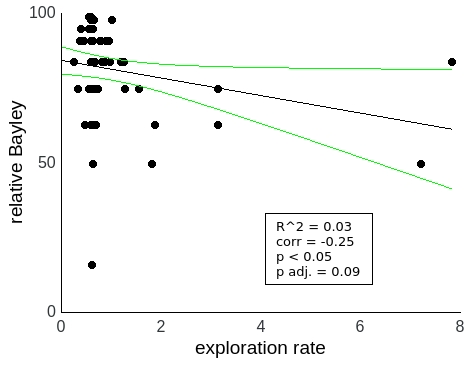 100
50
0
relative Bayley
R^2 = 0.03
corr = -0.25
p < 0.05
p adj. = 0.09
0 2 4 6 8
exploration rate